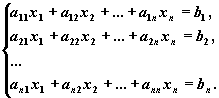 a₁₁x₁ + a₁₂x₂ + ... + a₁ₙxₙ = b₁,
a₂₁x₁ + a₂₂x₂ + ... + a₂ₙxₙ = b₂,
...
aₙ₁x₁ + aₙ₂x₂ + ... + aₙₙxₙ = bₙ.